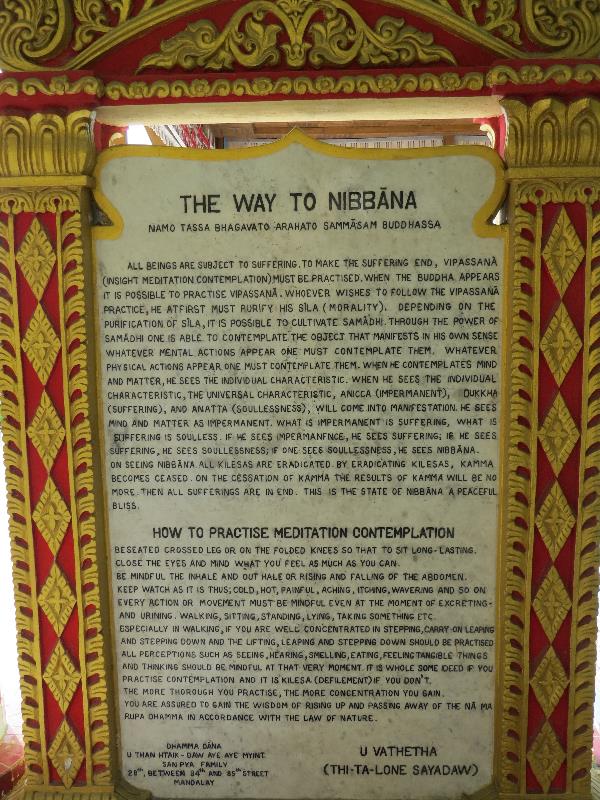 THE WAY TO NIBBĀNA
NAMO TASSA BHAGAVATO ARAHATO SAMMĀSAM BUDDHASSA
ALL BEINGS ARE SUBJECT TO SUFFERING. TO MAKE THE SUFFERING END, VIPASSANĀ
(INSIGHT MEDITATION CONTEMPLATION) MUST BE PRACTISED. WHEN THE BUDDHA APPEARS
IT IS POSSIBLE TO PRACTISE VIPASSANĀ. WHOEVER WISHES TO FOLLOW THE VIPASSANĀ
PRACTICE, HE ATFIRST MUST PURIFY HIS SĪLA (MORALITY). DEPENDING ON THE
PURIFICATION OF SĪLA, IT IS POSSIBLE TO CULTIVATE SAMĀDHI. THROUGH THE POWER OF
SAMĀDHI ONE IS ABLE TO CONTEMPLATE THE OBJECT THAT MANIFESTS IN HIS OWN SENSE
WHATEVER MENTAL ACTIONS APPEAR ONE MUST CONTEMPLATE THEM. WHATEVER
PHYSICAL ACTIONS APPEAR ONE MUST CONTEMPLATE THEM. WHEN HE CONTEMPLATES MIND
AND MATTER, HE SEES THE INDIVIDUAL CHARACTERISTIC. WHEN HE SEES THE INDIVIDUAL
CHARACTERISTIC, THE UNIVERSAL CHARACTERISTIC, ANICCA (IMPERMANENT), DUKKHA
(SUFFERING), AND ANATTA (SOULLESSNESS), WILL COME INTO MANIFESTATION. HE SEES
MIND AND MATTER AS IMPERMANENT. WHAT IS IMPERMANENT IS SUFFERING, WHAT IS
SUFFERING IS SOULLESS. IF HE SEES IMPERMANENCE, HE SEES SUFFERING; IF HE SEES
SUFFERING, HE SEES SOULLESSNESS; IF ONE SEES SOULLESSNESS, HE SEES NIBBĀNA.
ON SEEING NIBBĀNA ALL KILESAS ARE ERADICATED. BY ERADICATING KILESAS, KAMMA
BECOMES CEASED. ON THE CESSATION OF KAMMA THE RESULTS OF KAMMA WILL BE NO
MORE. THEN ALL SUFFERINGS ARE IN END. THIS IS THE STATE OF NIBBĀNA A PEACEFUL
BLISS.
HOW TO PRACTISE MEDITATION CONTEMPLATION
BESEATED CROSSED LEG OR ON THE FOLDED KNEES SO THAT TO SIT LONG-LASTING.
CLOSE THE EYES AND MIND WHAT YOU FEEL AS MUCH AS YOU CAN.
BE MINDFUL THE INHALE AND OUT HALE OR RISING AND FALLING OF THE ABDOMEN.
KEEP WATCH AS IT IS THUS; COLD, HOT, PAINFUL, ACHING, ITCHING, WAVERING AND SO ON
EVERY ACTION OR MOVEMENT MUST BE MINDFUL EVEN AT THE MOMENT OF EXCRETING-
AND URINING. WALKING, SITTING, STANDING, LYING, TAKING SOMETHING ETC.
ESPECIALLY IN WALKING, IF YOU ARE WELL CONCENTRATED IN STEPPING, CARRY ON LEAPING
AND STEPPING DOWN AND THE LIFTING, LEAPING AND STEPPING DOWN SHOULD BE PRACTISED
ALL PERCEPTIONS SUCH AS SEEING, HEARING, SMELLING, EATING, FEELING TANGIBLE THINGS
AND THINKING SHOULD BE MINDFUL AT THAT VERY MOMENT. IT IS WHOLE SOME DEED IF YOU
PRACTISE CONTEMPLATION AND IT IS KILESA (DEFILEMENT) IF YOU DON'T.
THE MORE THOROUGH YOU PRACTISE, THE MORE CONCENTRATION YOU GAIN.
YOU ARE ASSURED TO GAIN THE WISDOM OF RISING UP AND PASSING AWAY OF THE NĀ MA
RUPA DHAMMA IN ACCORDANCE WITH THE LAW OF NATURE.
DHAMMA DĀNA
U THAN HTAIK - DAW AYE AYE MYINT
SAN PYA FAMILY
28TH, BETWEEN 34TH AND 35TH STREET
MANDALAY
U VATHETHA
(THI-TA-LONE SAYADAW)